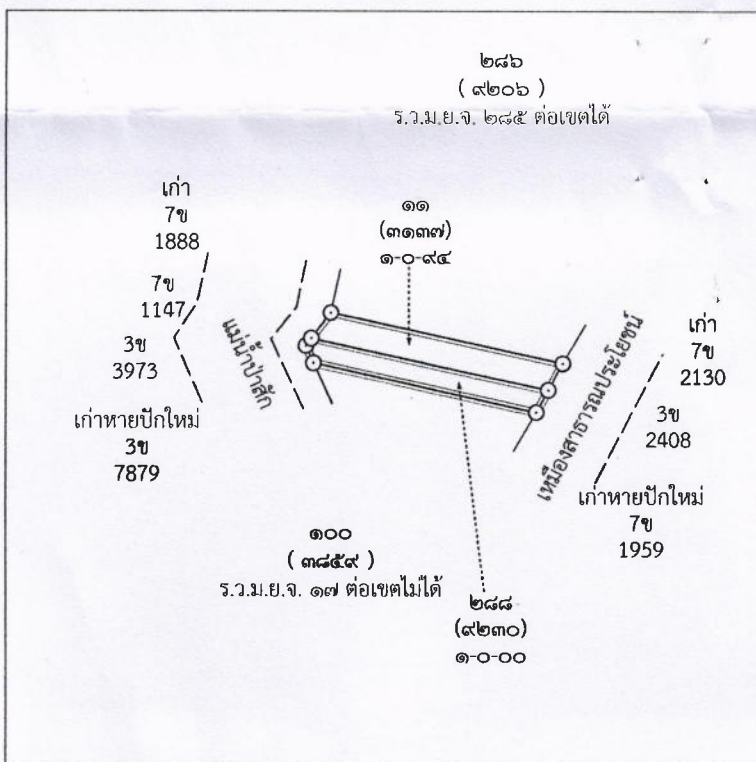 ๒๘๖
( ๙๒๐๖ )
ร.ว.ม.ย.จ. ๒๘๕ ต่อเขตได้
เก่า
7ข
1888
7ข
1147
3ข
3973
เก่าหายปักใหม่
3ข
7879
แม่น้ำป่าสัก
๑๑
(๓๑๓๗)
๑-๐-๙๔
เหมืองสาธารณประโยชน์
เก่า
7ข
2130
3ข
2408
เก่าหายปักใหม่
7ข
1959
๑๐๐
( ๓๘๕๙ )
ร.ว.ม.ย.จ. ๑๗ ต่อเขตไม่ได้
๒๘๘
(๙๒๓๐)
๑-๐-๐๐